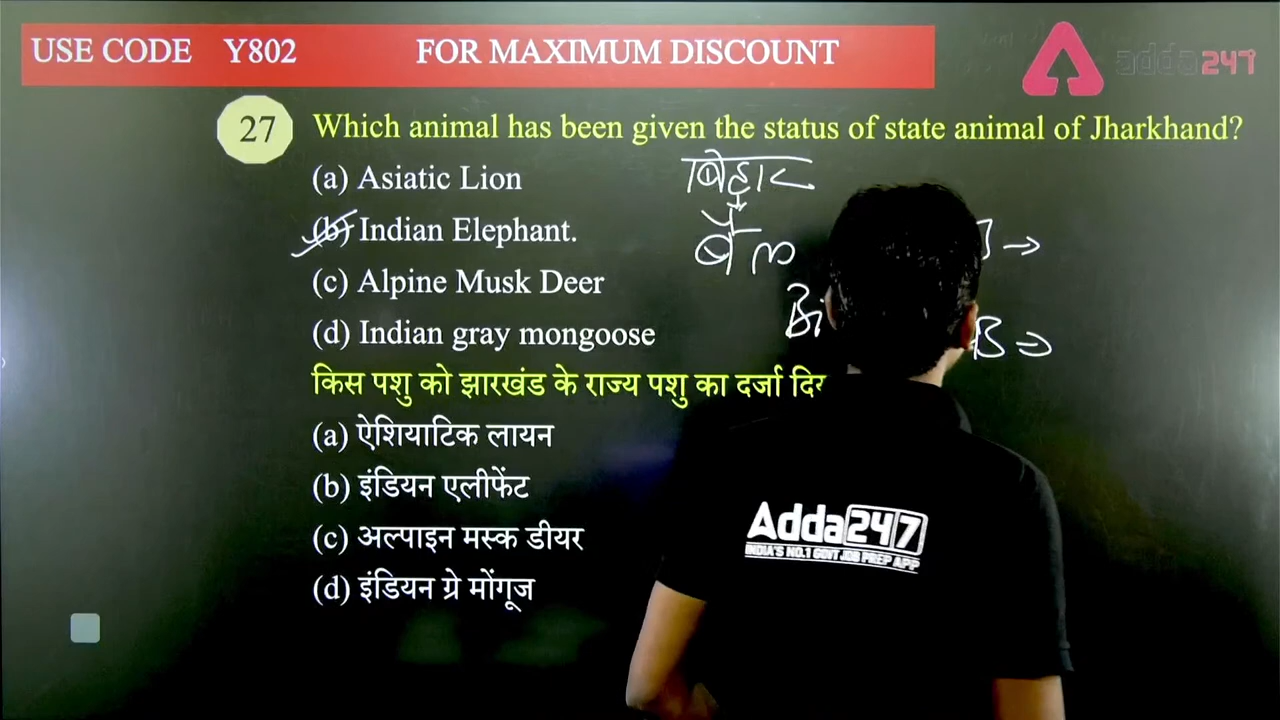 USE CODE Y802 FOR MAXIMUM DISCOUNT
adda247
27 Which animal has been given the status of state animal of Jharkhand?
(a) Asiatic Lion
बिहार
(b) Indian Elephant.
बैल
(c) Alpine Musk Deer
Bi
B
(d) Indian gray mongoose
किस पशु को झारखंड के राज्य पशु का दर्जा
(a) ऐशियाटिक लायन
(b) इंडियन एलीफेंट
(c) अल्पाइन मस्क डीयर
(d) इंडियन ग्रे मोंगूज
Adda247
INDIA'S NO.1 GOVT JOB PREP APP